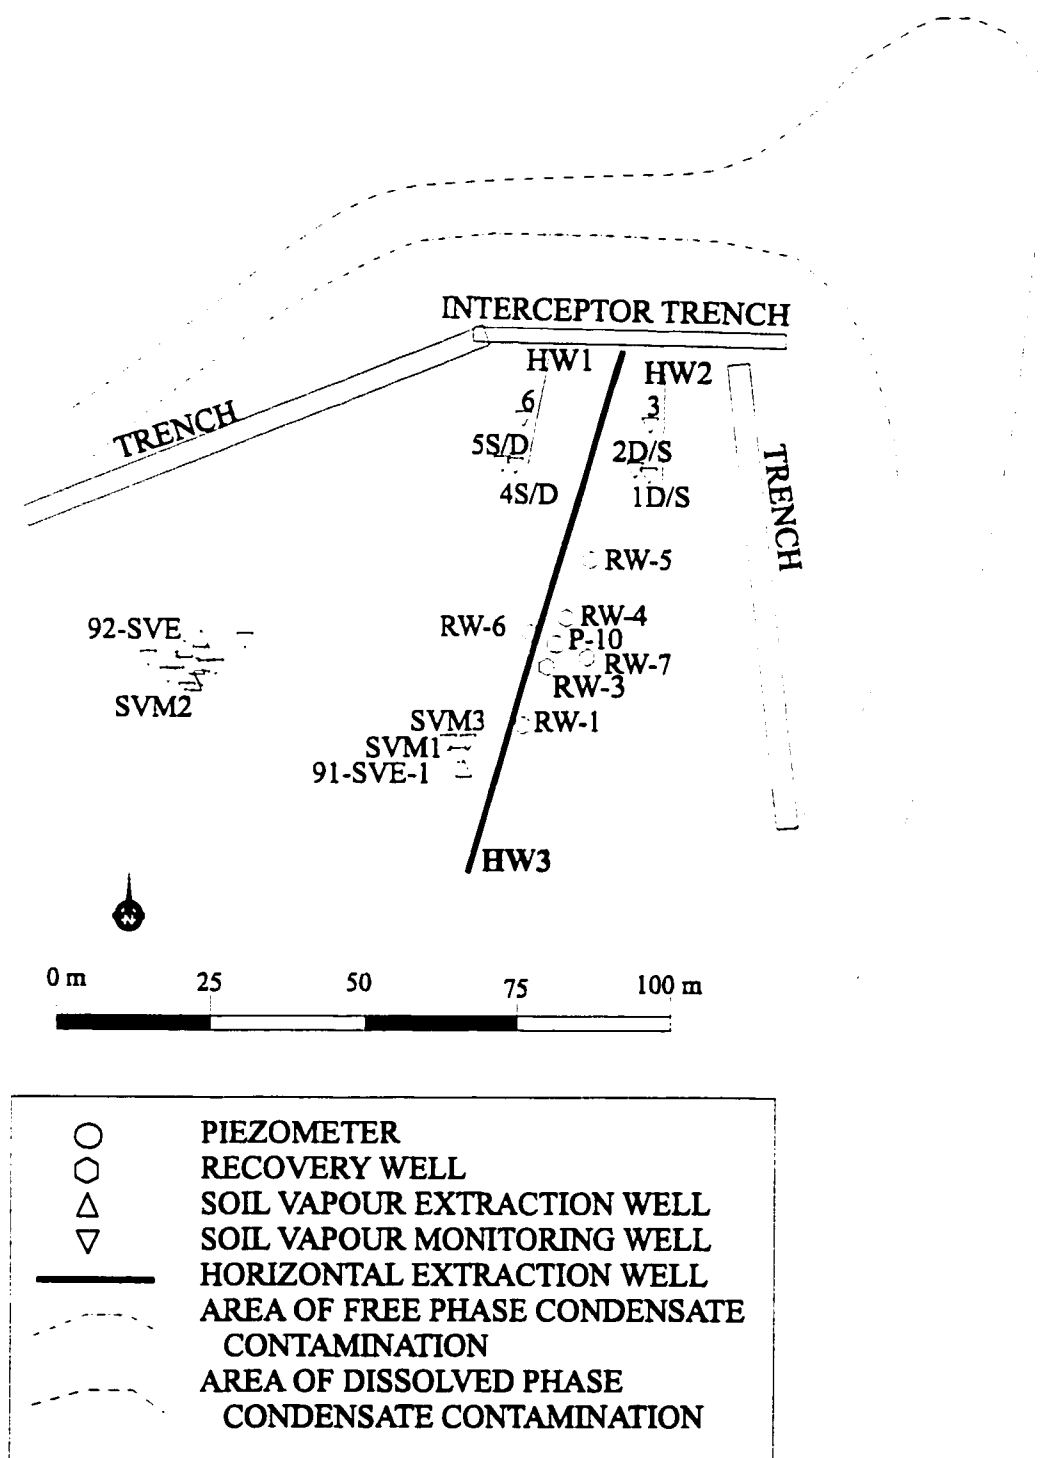 INTERCEPTOR TRENCH
HW1
HW2
6
3
TRENCH
5S/D
2D/S
4S/D
1D/S
TRENCH
RW-5
92-SVE
RW-6
RW-4
P-10
RW-7
RW-3
SVM2
SVM3
RW-1
SVM1
91-SVE-1
HW3
N
0 m 25 50 75 100 m
PIEZOMETER
RECOVERY WELL
SOIL VAPOUR EXTRACTION WELL
SOIL VAPOUR MONITORING WELL
HORIZONTAL EXTRACTION WELL
AREA OF FREE PHASE CONDENSATE
CONTAMINATION
AREA OF DISSOLVED PHASE
CONDENSATE CONTAMINATION